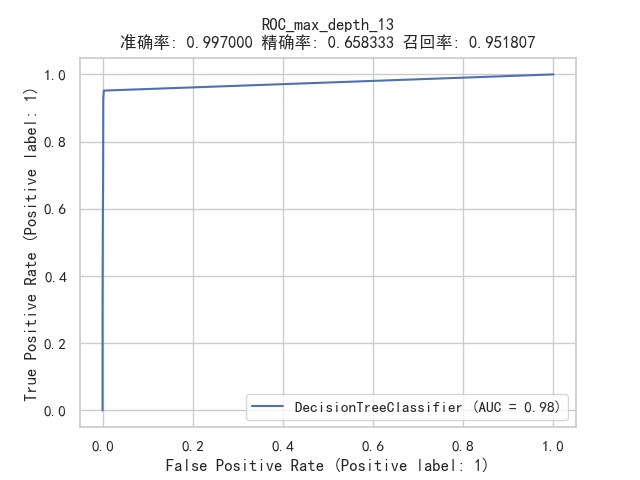 ROC_max_depth_13
准确率: 0.997000 精确率: 0.658333 召回率: 0.951807
1.0
0.8
0.6
0.4
0.2
0.0
True Positive Rate (Positive label: 1)
DecisionTreeClassifier (AUC = 0.98)
0.0 0.2 0.4 0.6 0.8 1.0
False Positive Rate (Positive label: 1)